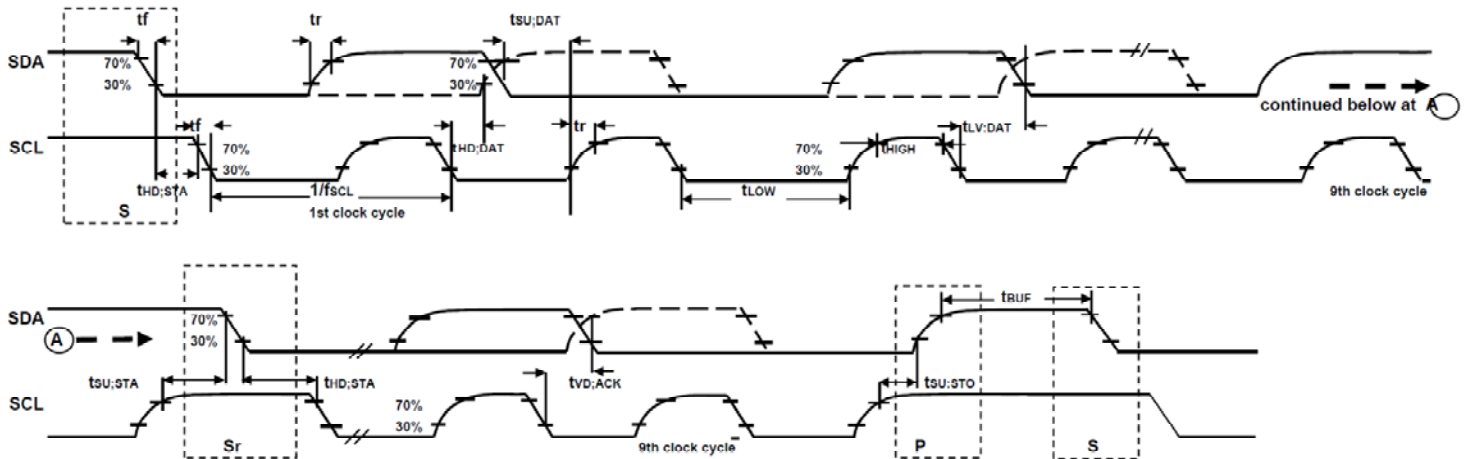 tf tr tSU;DAT
SDA 70% 70%
30% 30%
continued below at A
tf tHD;DAT tr tLV:DAT
SCL 70% 70% tHIGH
30% 30%
tHD;STA 1/fSCL tLOW 9th clock cycle
S 1st clock cycle
tBUF
SDA 70%
A 30%
tSU;STA tHD;STA tVD;ACK tSU:STO
SCL 70%
30%
Sr 9th clock cycle P S